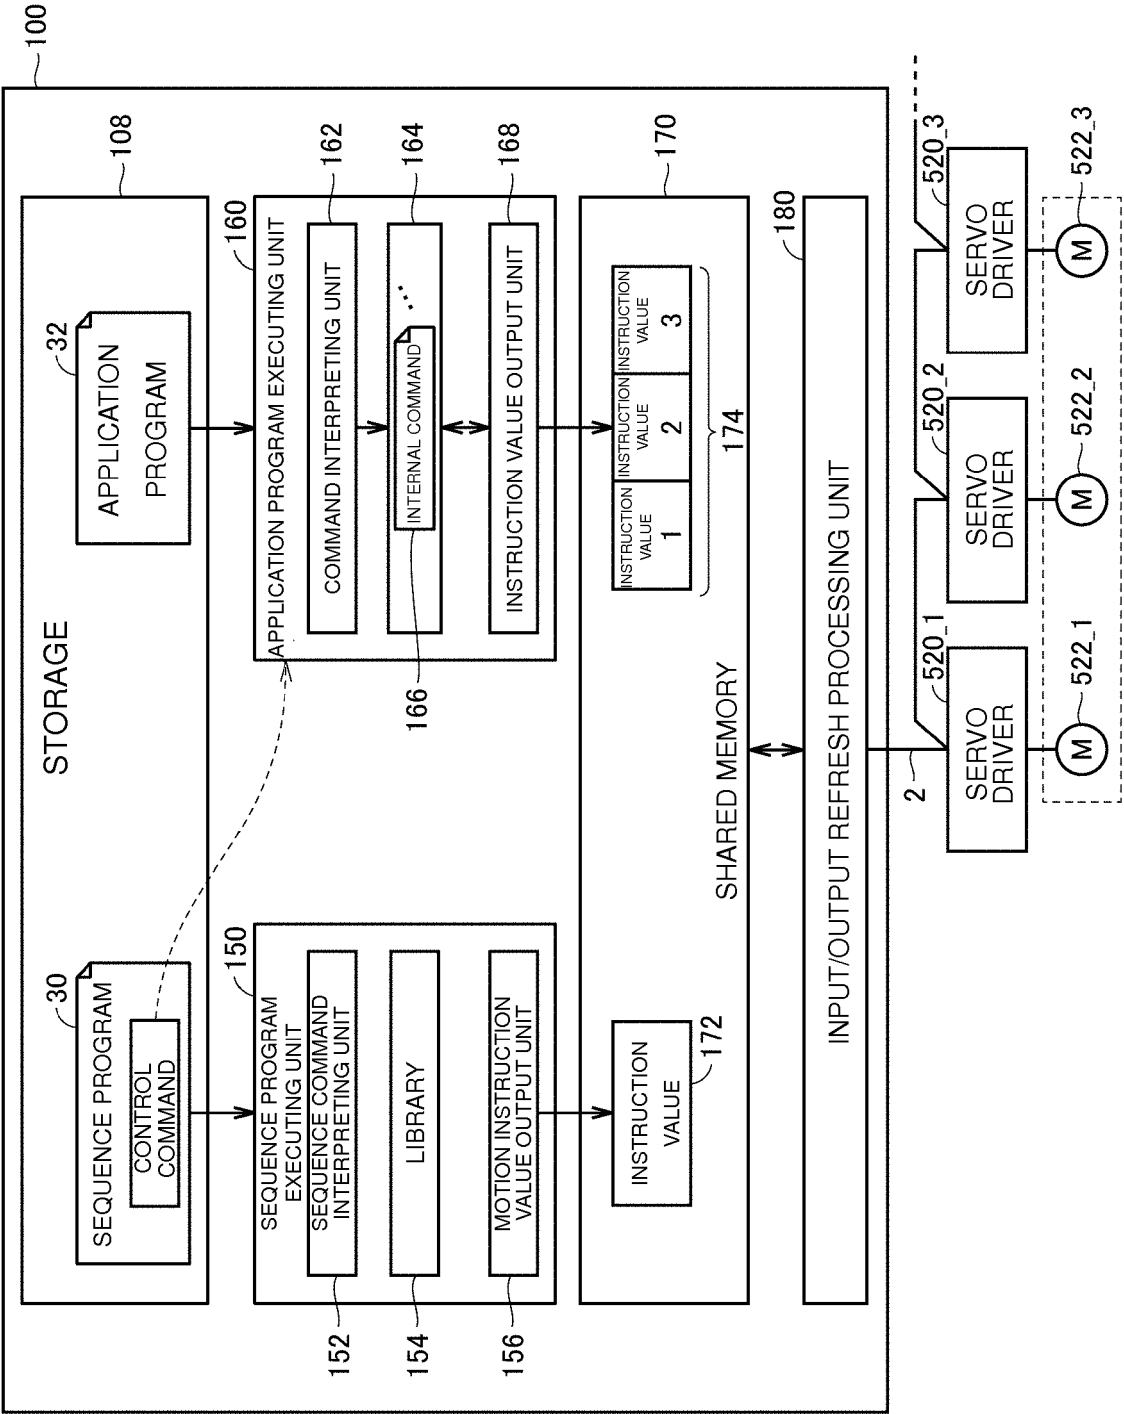 100
108
STORAGE
30
SEQUENCE PROGRAM
CONTROL
COMMAND
32
APPLICATION
PROGRAM
150
SEQUENCE PROGRAM
EXECUTING UNIT
SEQUENCE COMMAND
INTERPRETING UNIT
152
LIBRARY
154
MOTION INSTRUCTION
VALUE OUTPUT UNIT
156
160
APPLICATION PROGRAM EXECUTING UNIT
COMMAND INTERPRETING UNIT
162
164
INTERNAL COMMAND
...
166
INSTRUCTION VALUE OUTPUT UNIT
168
170
INSTRUCTION
VALUE
172
INSTRUCTION
VALUE
1
INSTRUCTION
VALUE
2
INSTRUCTION
VALUE
3
174
SHARED MEMORY
180
INPUT/OUTPUT REFRESH PROCESSING UNIT
2
520_1
SERVO
DRIVER
520_2
SERVO
DRIVER
520_3
SERVO
DRIVER
M
522_1
M
522_2
M
522_3